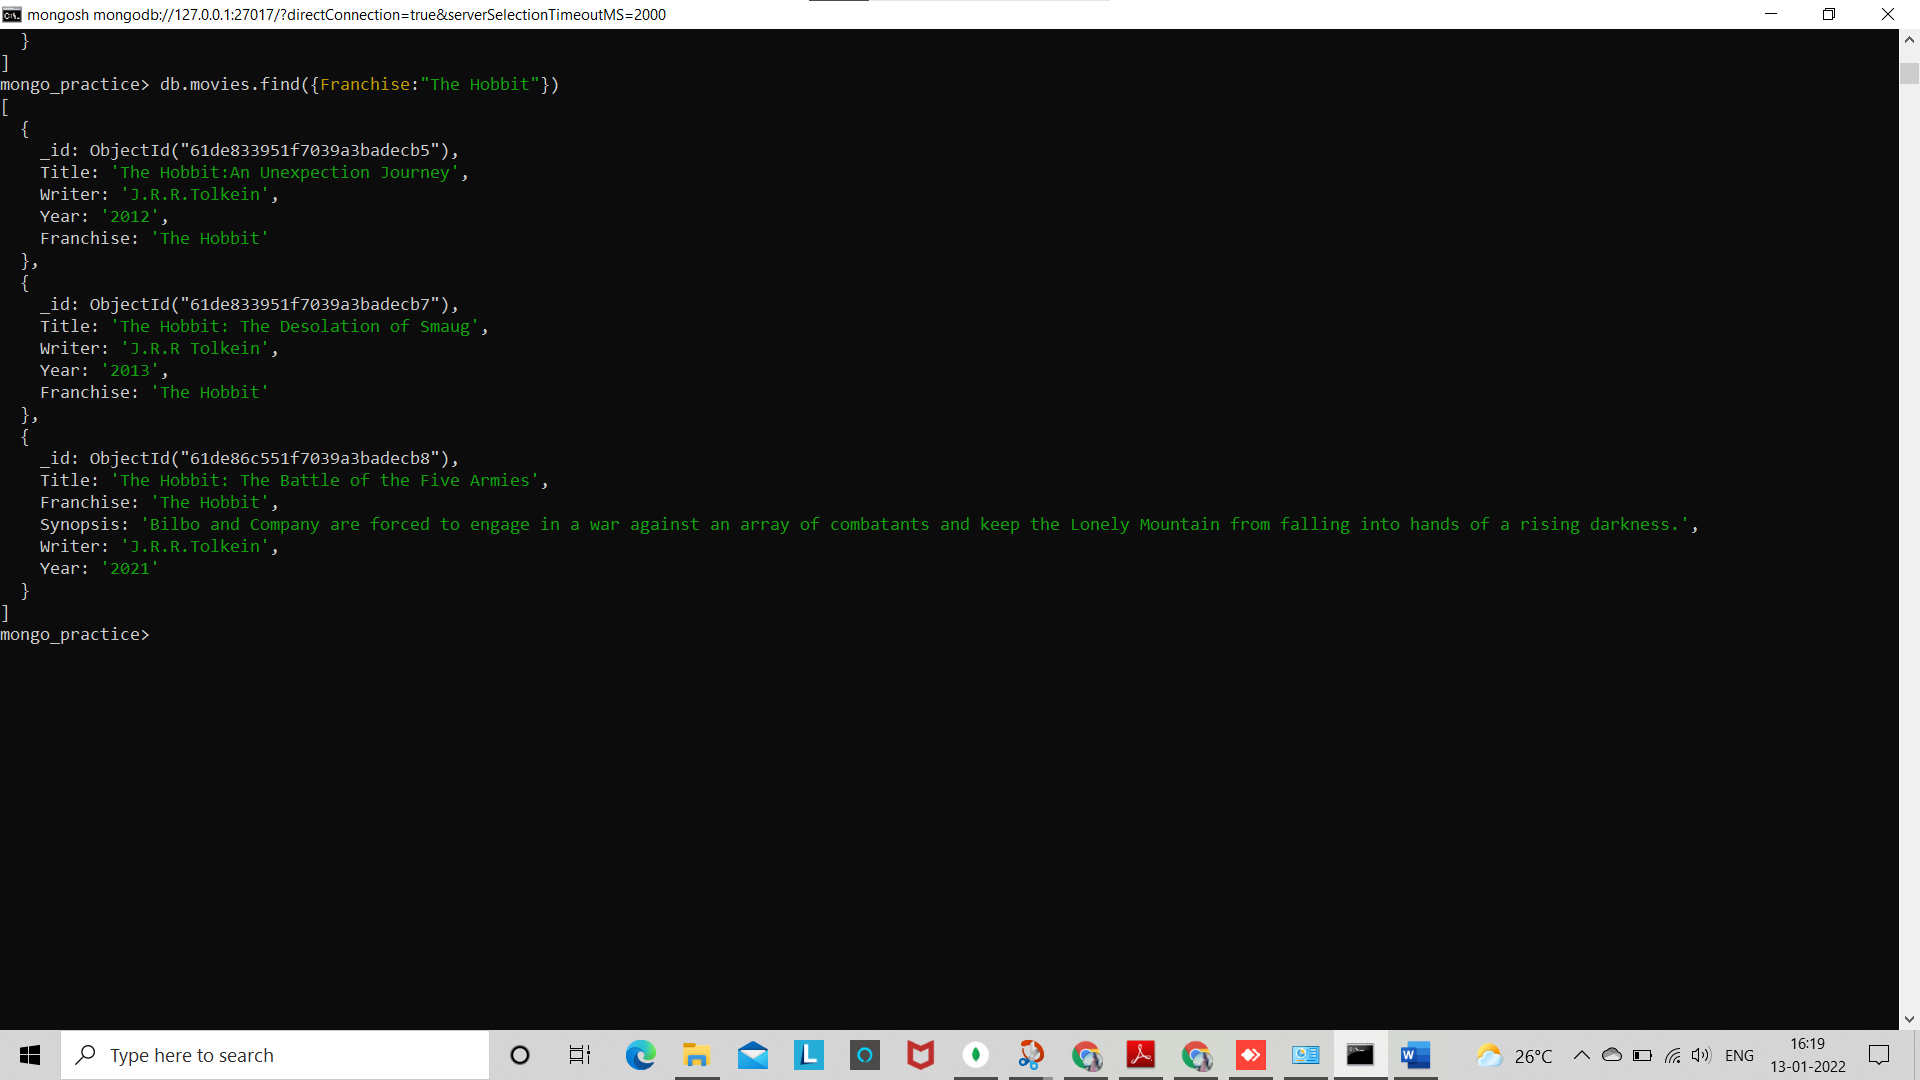 mongosh mongodb://127.0.0.1:27017/?directConnection=true&serverSelectionTimeoutMS=2000
}
]
mongo_practice> db.movies.find({Franchise:"The Hobbit"})
[
{
_id: ObjectId("61de833951f7039a3badecb5"),
Title: 'The Hobbit:An Unexpection Journey',
Writer: 'J.R.R.Tolkein',
Year: '2012',
Franchise: 'The Hobbit'
},
{
_id: ObjectId("61de833951f7039a3badecb7"),
Title: 'The Hobbit: The Desolation of Smaug',
Writer: 'J.R.R Tolkein',
Year: '2013',
Franchise: 'The Hobbit'
},
{
_id: ObjectId("61de86c551f7039a3badecb8"),
Title: 'The Hobbit: The Battle of the Five Armies',
Franchise: 'The Hobbit',
Synopsis: 'Bilbo and Company are forced to engage in a war against an array of combatants and keep the Lonely Mountain from falling into hands of a rising darkness.',
Writer: 'J.R.R.Tolkein',
Year: '2021'
}
]
mongo_practice>
Type here to search
26°C
ENG
16:19
13-01-2022